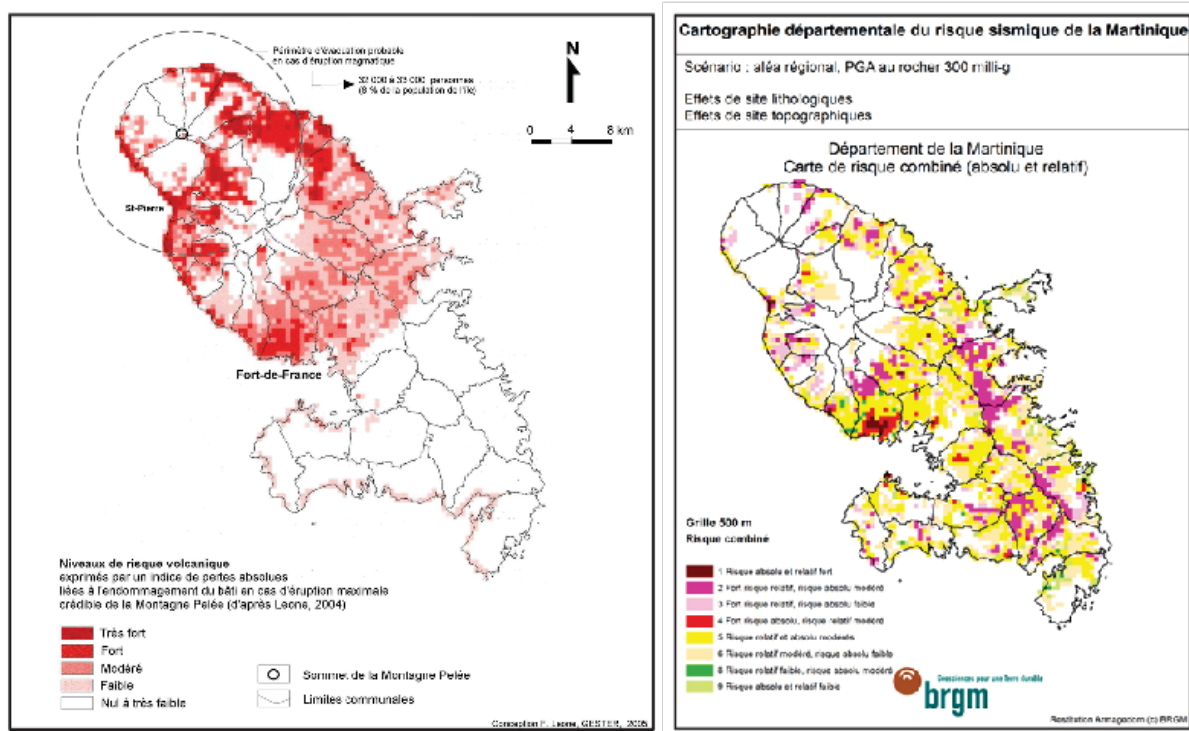 Périmètre d'évacuation probable
en cas d'éruption magmatique
32 000 à 33 000 personnes
(8 % de la population de l'île)
N
0 4 8 km
St-Pierre
Fort-de-France
Niveaux de risque volcanique
exprimés par un indice de pertes absolues
liées à l'endommagement du bâti en cas d'éruption maximale
crédible de la Montagne Pelée (d'après Leone, 2004)
Très fort
Fort
Modéré
Faible
Nul à très faible
Sommet de la Montagne Pelée
Limites communales
Conception F. Leone, GESTER, 2005
Cartographie départementale du risque sismique de la Martinique
Scénario : aléa régional, PGA au rocher 300 milli-g
Effets de site lithologiques
Effets de site topographiques
Département de la Martinique
Carte de risque combiné (absolu et relatif)
Grille 500 m
Risque combiné
1 Risque absolu et relatif fort
2 Fort risque relatif, risque absolu modéré
3 Fort risque relatif, risque absolu faible
4 Fort risque absolu, risque relatif modéré
5 Risque relatif et absolu modérés
6 Risque relatif modéré, risque absolu faible
8 Risque relatif faible, risque absolu modéré
9 Risque absolu et relatif faible
Géosciences pour une Terre durable
brgm
Restitution Armagedom (c) BRGM